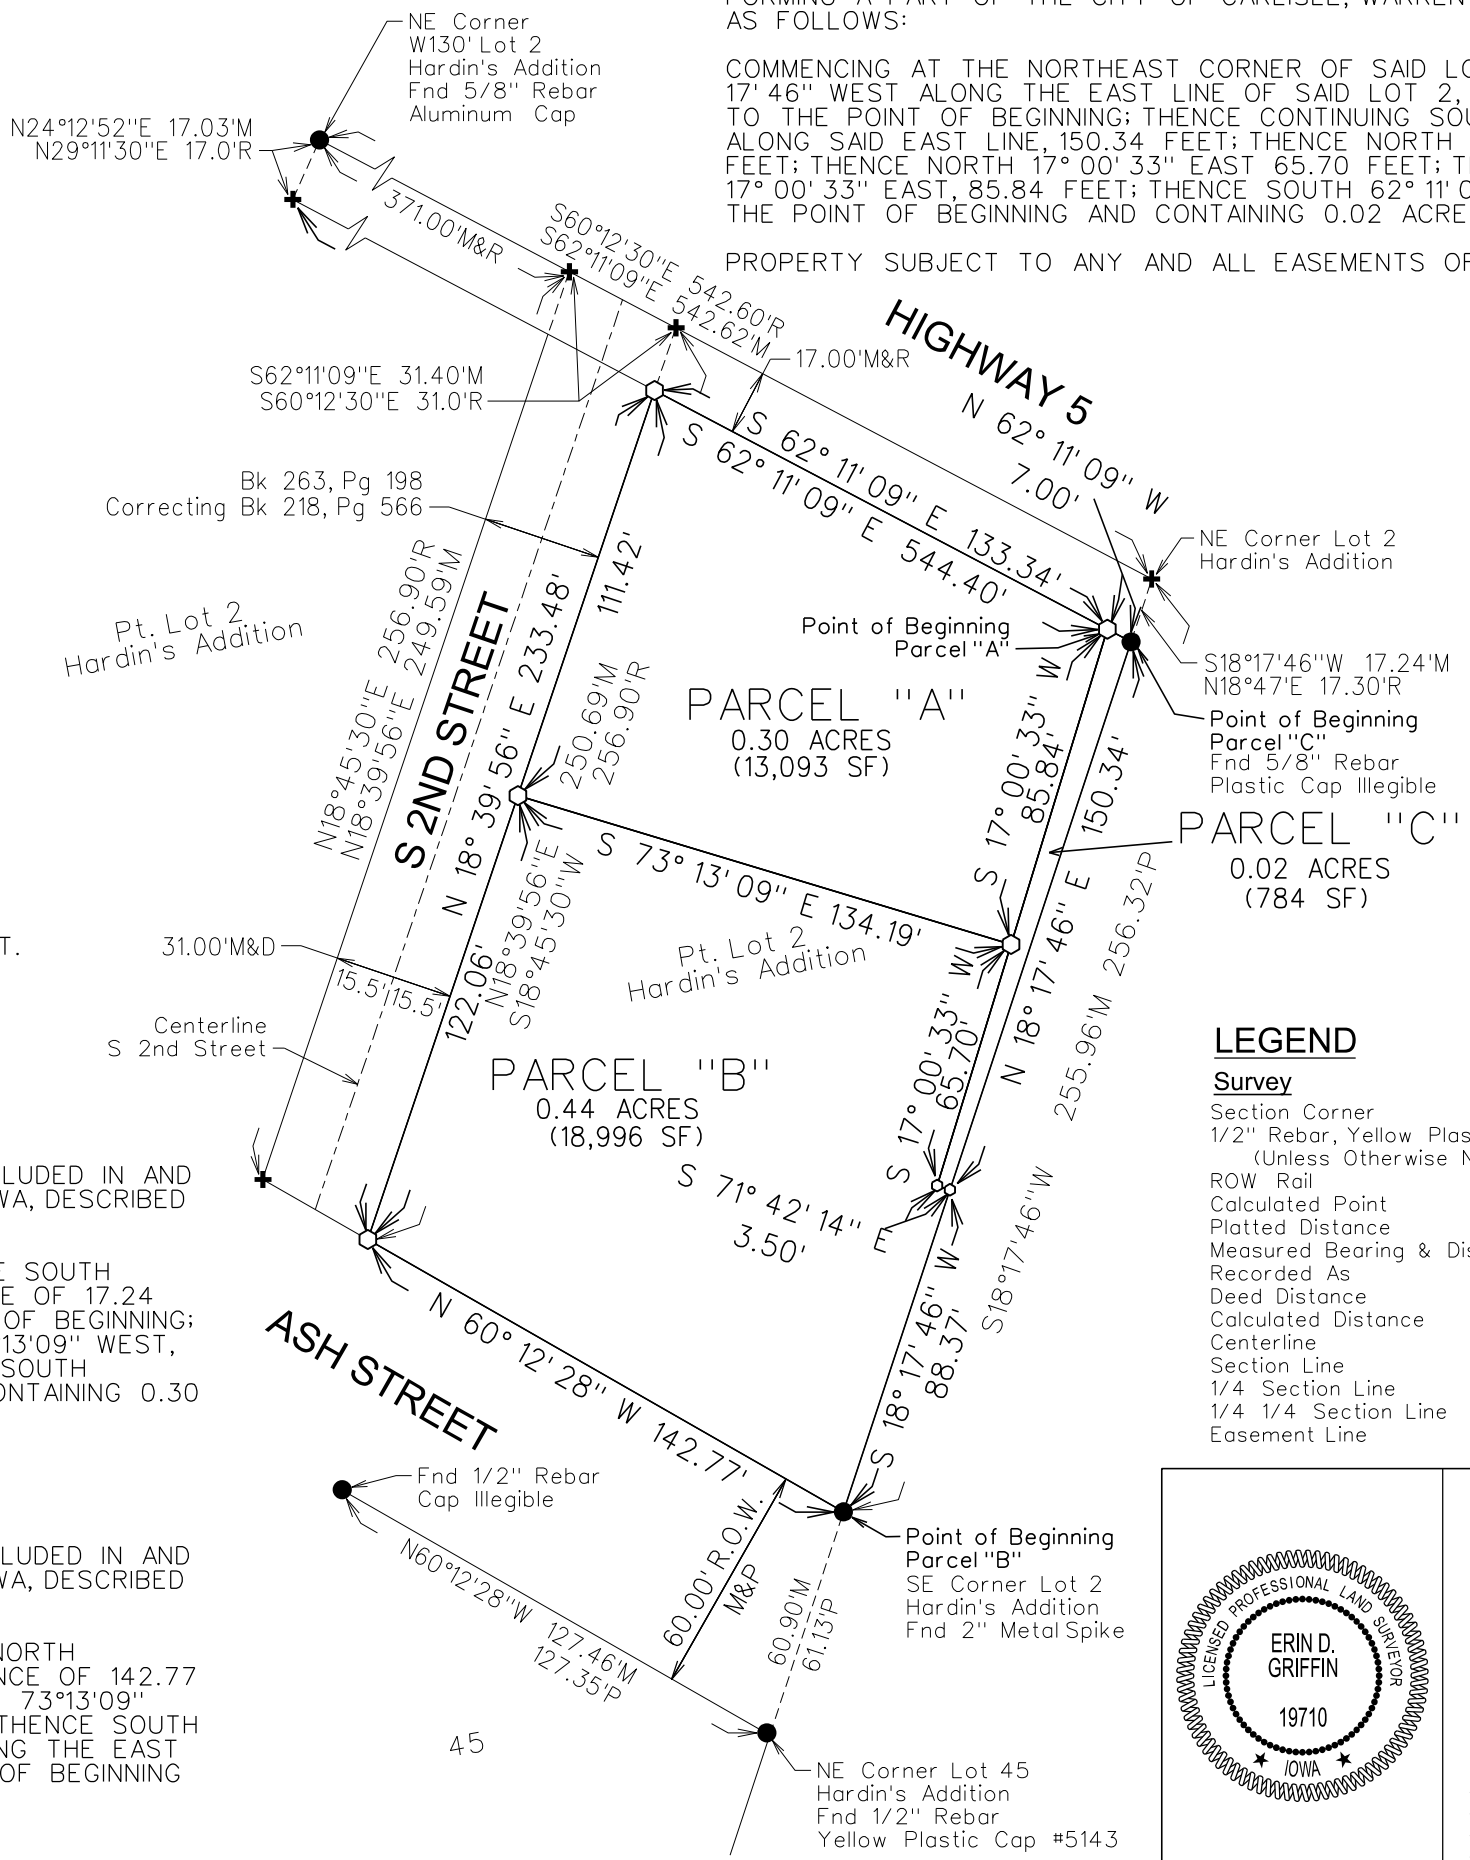 FORMING A PART OF THE CITY OF CARLISLE, WARREN
AS FOLLOWS:
COMMENCING AT THE NORTHEAST CORNER OF SAID LO
17°46" WEST ALONG THE EAST LINE OF SAID LOT 2,
TO THE POINT OF BEGINNING; THENCE CONTINUING SOU
ALONG SAID EAST LINE, 150.34 FEET; THENCE NORTH
FEET; THENCE NORTH 17° 00' 33" EAST 65.70 FEET; T
17° 00' 33" EAST, 85.84 FEET; THENCE SOUTH 62° 11'
THE POINT OF BEGINNING AND CONTAINING 0.02 ACRE
PROPERTY SUBJECT TO ANY AND ALL EASEMENTS OF
NE Corner
W130' Lot 2
Hardin's Addition
Fnd 5/8" Rebar
Aluminum Cap
N24°12'52"E 17.03'M
N29°11'30"E 17.0'R
371.00'M&R
S60°12'30"E 542.60'R
S62°11'09"E 542.62'M
17.00'M&R
HIGHWAY 5
N 62° 11' 09" W
7.00'
S62°11'09"E 31.40'M
S60°12'30"E 31.0'R
S 62° 11' 09" E 133.34'
S 62° 11' 09" E 544.40'
Bk 263, Pg 198
Correcting Bk 218, Pg 566
NE Corner Lot 2
Hardin's Addition
Pt. Lot 2
Hardin's Addition
N18°45'30"E 256.90'R
N18°39'56"E 249.59'M
S 2ND STREET
N 18° 39' 56" E 233.48'
111.42'
250.69'M
256.90'R
Point of Beginning
Parcel "A"
S18°17'46"W 17.24'M
N18°47'E 17.30'R
Point of Beginning
Parcel "C"
Fnd 5/8" Rebar
Plastic Cap Illegible
PARCEL "A"
0.30 ACRES
(13,093 SF)
S 17° 00' 33" W
85.84'
150.34'
PARCEL "C"
0.02 ACRES
(784 SF)
S 73° 13' 09" E 134.19'
N18°39'56"E
S18°45'30"W
Pt. Lot 2
Hardin's Addition
N 18° 17' 46" E
255.96'M 256.32'P
T.
31.00'M&D
15.5' 15.5'
122.06'
Centerline
S 2nd Street
S 17° 00' 33" W
65.70'
PARCEL "B"
0.44 ACRES
(18,996 SF)
S 71° 42' 14" E
3.50'
S18°17'46"W
LEGEND
Survey
Section Corner
1/2" Rebar, Yellow Plas
(Unless Otherwise N
ROW Rail
Calculated Point
Platted Distance
Measured Bearing & Dis
Recorded As
Deed Distance
Calculated Distance
Centerline
Section Line
1/4 Section Line
1/4 1/4 Section Line
Easement Line
LUDED IN AND
WA, DESCRIBED
E SOUTH
E OF 17.24
OF BEGINNING;
13'09" WEST,
SOUTH
ONTAINING 0.30
N 60° 12' 28" W 142.77'
ASH STREET
S 18° 17' 46" W
88.37'
Fnd 1/2" Rebar
Cap Illegible
60.00' R.O.W.
M&P
Point of Beginning
Parcel "B"
SE Corner Lot 2
Hardin's Addition
Fnd 2" Metal Spike
N60°12'28"W 127.46'M
127.35'P
60.90'M
61.13'P
LUDED IN AND
WA, DESCRIBED
NORTH
NCE OF 142.77
73°13'09"
THENCE SOUTH
NG THE EAST
OF BEGINNING
45
NE Corner Lot 45
Hardin's Addition
Fnd 1/2" Rebar
Yellow Plastic Cap #5143
LICENSED PROFESSIONAL LAND SURVEYOR
ERIN D.
GRIFFIN
19710
IOWA